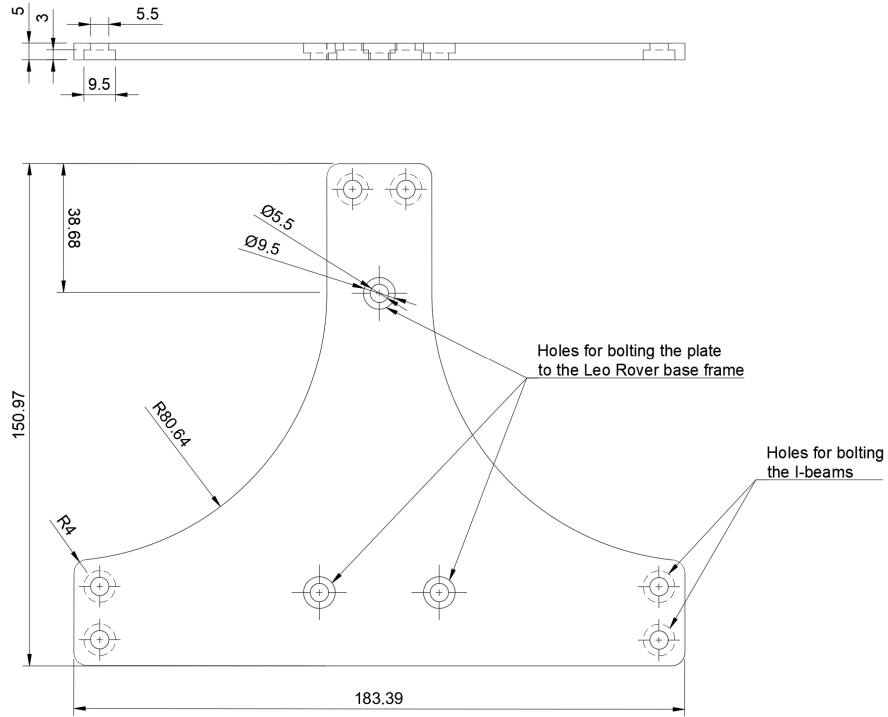 5
3
5.5
9.5
150.97
38.68
Ø5.5
Ø9.5
Holes for bolting the plate
to the Leo Rover base frame
R80.64
Holes for bolting
the I-beams
R4
183.39